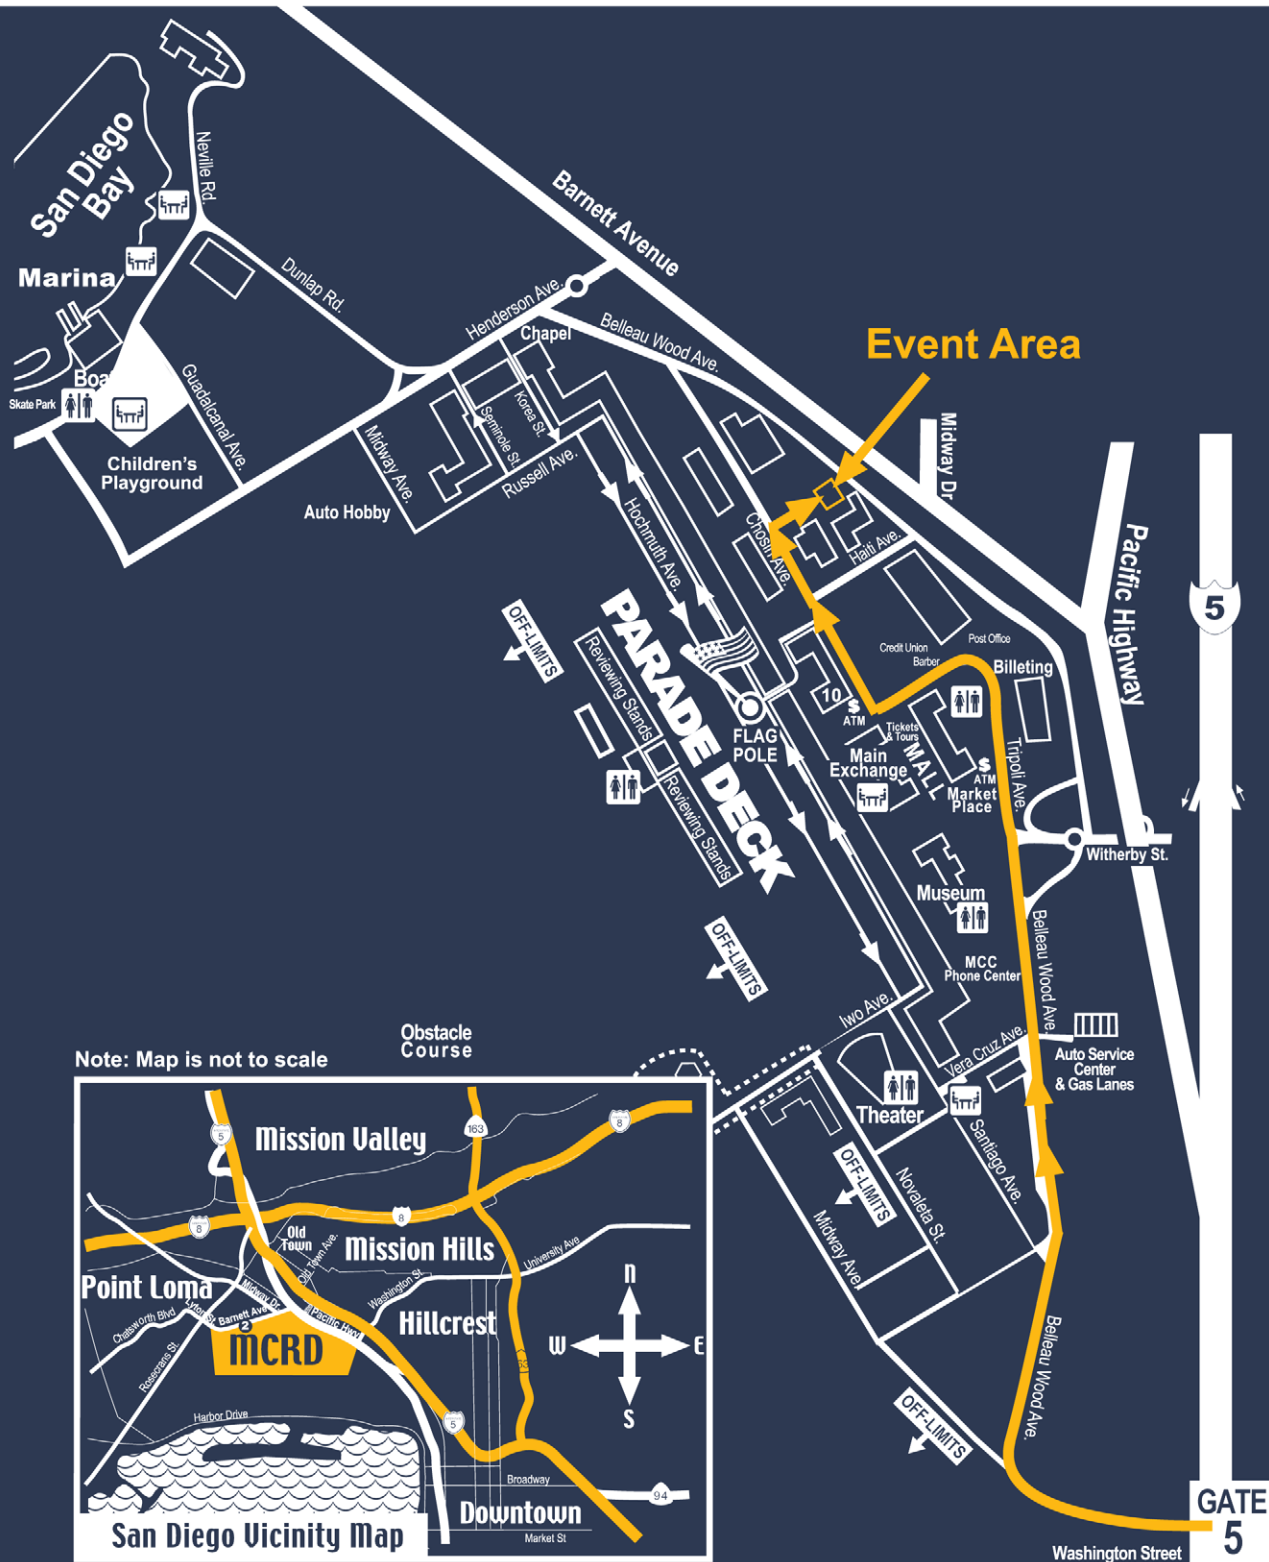 San Diego
Bay
Neville Rd.
Marina
Barnett Avenue
Dunlap Rd.
Henderson Ave.
Chapel
Belleau Wood Ave.
Event Area
Boa
Skate Park
Guadalcanal Ave.
Children's
Playground
Midway Ave.
Seminole St.
Korea St.
Russell Ave.
Auto Hobby
Hochmuth Ave.
Chosin Ave.
Haiti Ave.
Midway Dr
Pacific Highway
5
OFF-LIMITS
Reviewing Stands
PARADE DECK
Reviewing Stands
FLAG
POLE
10
$
ATM
Credit Union
Barber
Post Office
Billeting
Tickets
& Tours
Main
Exchange
MALL
$
ATM
Market
Place
Tripoli Ave.
Witherby St.
Museum
MCC
Phone Center
Belleau Wood Ave.
OFF-LIMITS
Iwo Ave.
Vera Cruz Ave.
Auto Service
Center
& Gas Lanes
Theater
Santiago Ave.
OFF-LIMITS
Novaleta St.
Midway Ave.
Belleau Wood Ave.
OFF-LIMITS
GATE
5
Washington Street
Obstacle
Course
Note: Map is not to scale
5
Mission Valley
163
8
8
8
Old
Town
Old Town Ave.
Mission Hills
University Ave
Point Loma
Midway Dr.
Washington St.
Chatsworth Blvd
Lytton St.
Barnett Ave
2
Pacific Hwy
Hillcrest
MCRD
Rosecrans St.
n
W
E
S
Harbor Drive
5
Broadway
94
Downtown
Market St
San Diego Vicinity Map